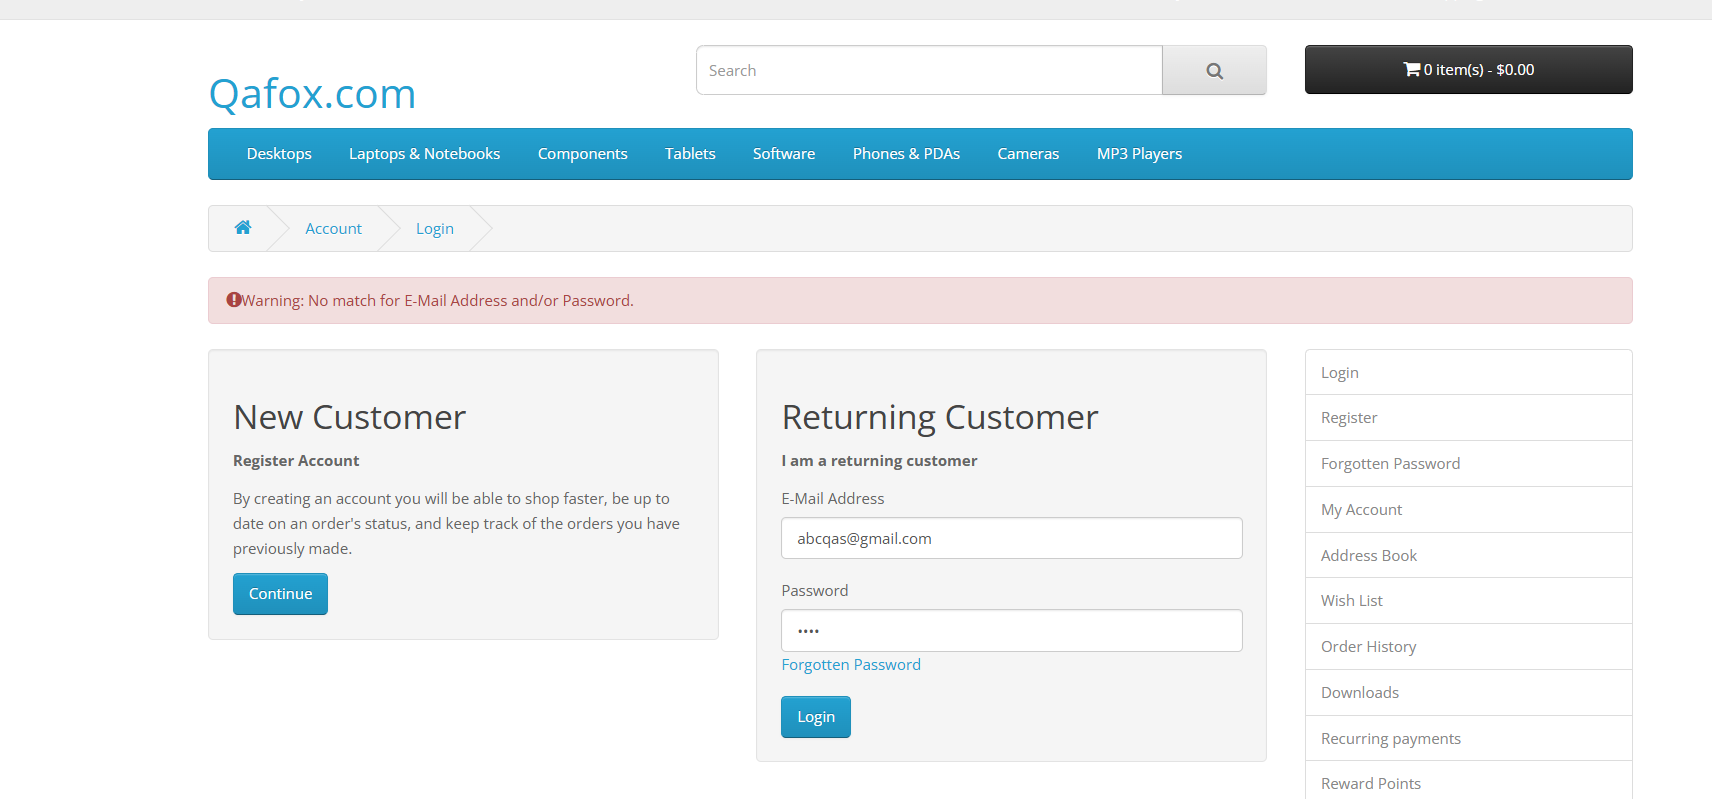 Qafox.com
Search
0 item(s) - $0.00
Desktops Laptops & Notebooks Components Tablets Software Phones & PDAs Cameras MP3 Players
Account Login
Warning: No match for E-Mail Address and/or Password.
New Customer
Register Account
By creating an account you will be able to shop faster, be up to
date on an order's status, and keep track of the orders you have
previously made.
Continue
Returning Customer
I am a returning customer
E-Mail Address
abcqas@gmail.com
Password
••••
Forgotten Password
Login
Login
Register
Forgotten Password
My Account
Address Book
Wish List
Order History
Downloads
Recurring payments
Reward Points